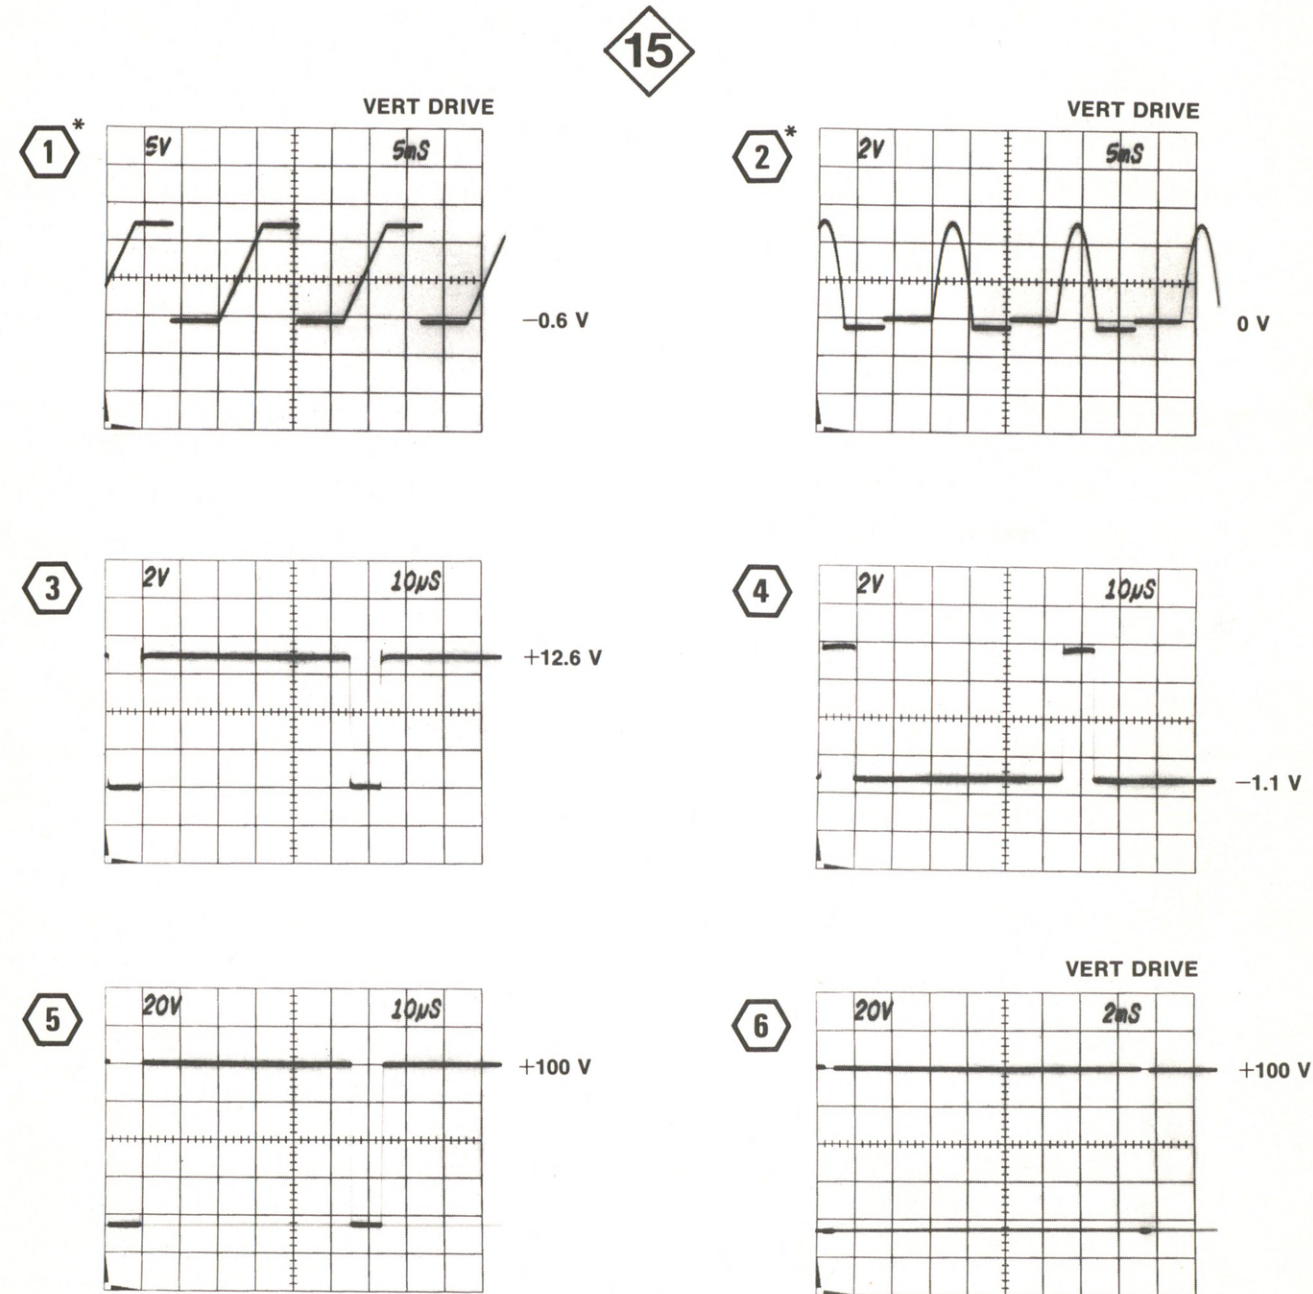 15
VERT DRIVE
1*
5V 5mS
−0.6 V
VERT DRIVE
2*
2V 5mS
0 V
3
2V 10µS
+12.6 V
4
2V 10µS
−1.1 V
5
20V 10µS
+100 V
VERT DRIVE
6
20V 2mS
+100 V